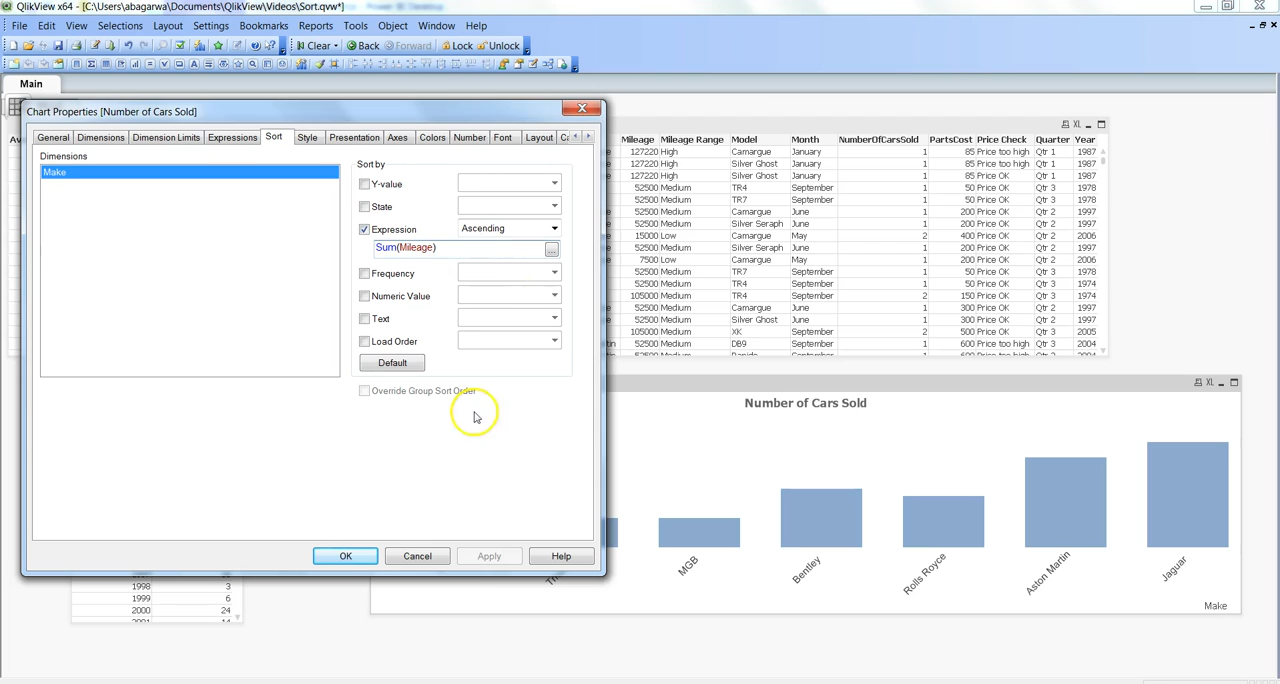 QlikView x64 - [C:\Users\abagarwa\Documents\QlikView\Videos\Sort.qvw*]
File Edit View Selections Layout Settings Bookmarks Reports Tools Object Window Help
Clear Back Forward Lock Unlock
Main
Chart Properties [Number of Cars Sold]
General Dimensions Dimension Limits Expressions Sort Style Presentation Axes Colors Number Font Layout
Dimensions
Make
Sort by
Y-value
State
Expression Ascending
Sum(Mileage)
...
Frequency
Numeric Value
Text
Load Order
Default
Override Group Sort Order
OK Cancel Apply Help
Mileage Mileage Range Model Month NumberOfCarsSold PartsCost Price Check Quarter Year
127220 High Camargue January 1 85 Price too high Qtr 1 1987
127220 High Silver Ghost January 1 85 Price too high Qtr 1 1987
127220 High Silver Ghost January 1 85 Price OK Qtr 1 1987
52500 Medium TR4 September 1 50 Price OK Qtr 3 1978
52500 Medium TR7 September 1 50 Price OK Qtr 3 1978
52500 Medium Camargue June 1 200 Price OK Qtr 2 1997
52500 Medium Silver Seraph June 1 200 Price OK Qtr 2 1997
15000 Low Camargue May 2 400 Price OK Qtr 2 2006
52500 Medium Silver Seraph June 1 200 Price OK Qtr 2 1997
7500 Low Camargue May 1 200 Price OK Qtr 2 2006
52500 Medium TR7 September 1 50 Price OK Qtr 3 1978
105000 Medium TR4 September 2 150 Price OK Qtr 3 1974
52500 Medium Camargue June 1 300 Price OK Qtr 2 1997
52500 Medium Silver Ghost June 1 300 Price OK Qtr 2 1997
105000 Medium XK September 2 500 Price OK Qtr 3 2005
52500 Medium DB9 September 1 600 Price too high Qtr 3 2004
XL
XL
Number of Cars Sold
MGB
Bentley
Rolls Royce
Aston Martin
Jaguar
Make
1998 3
1999 6
2000 24